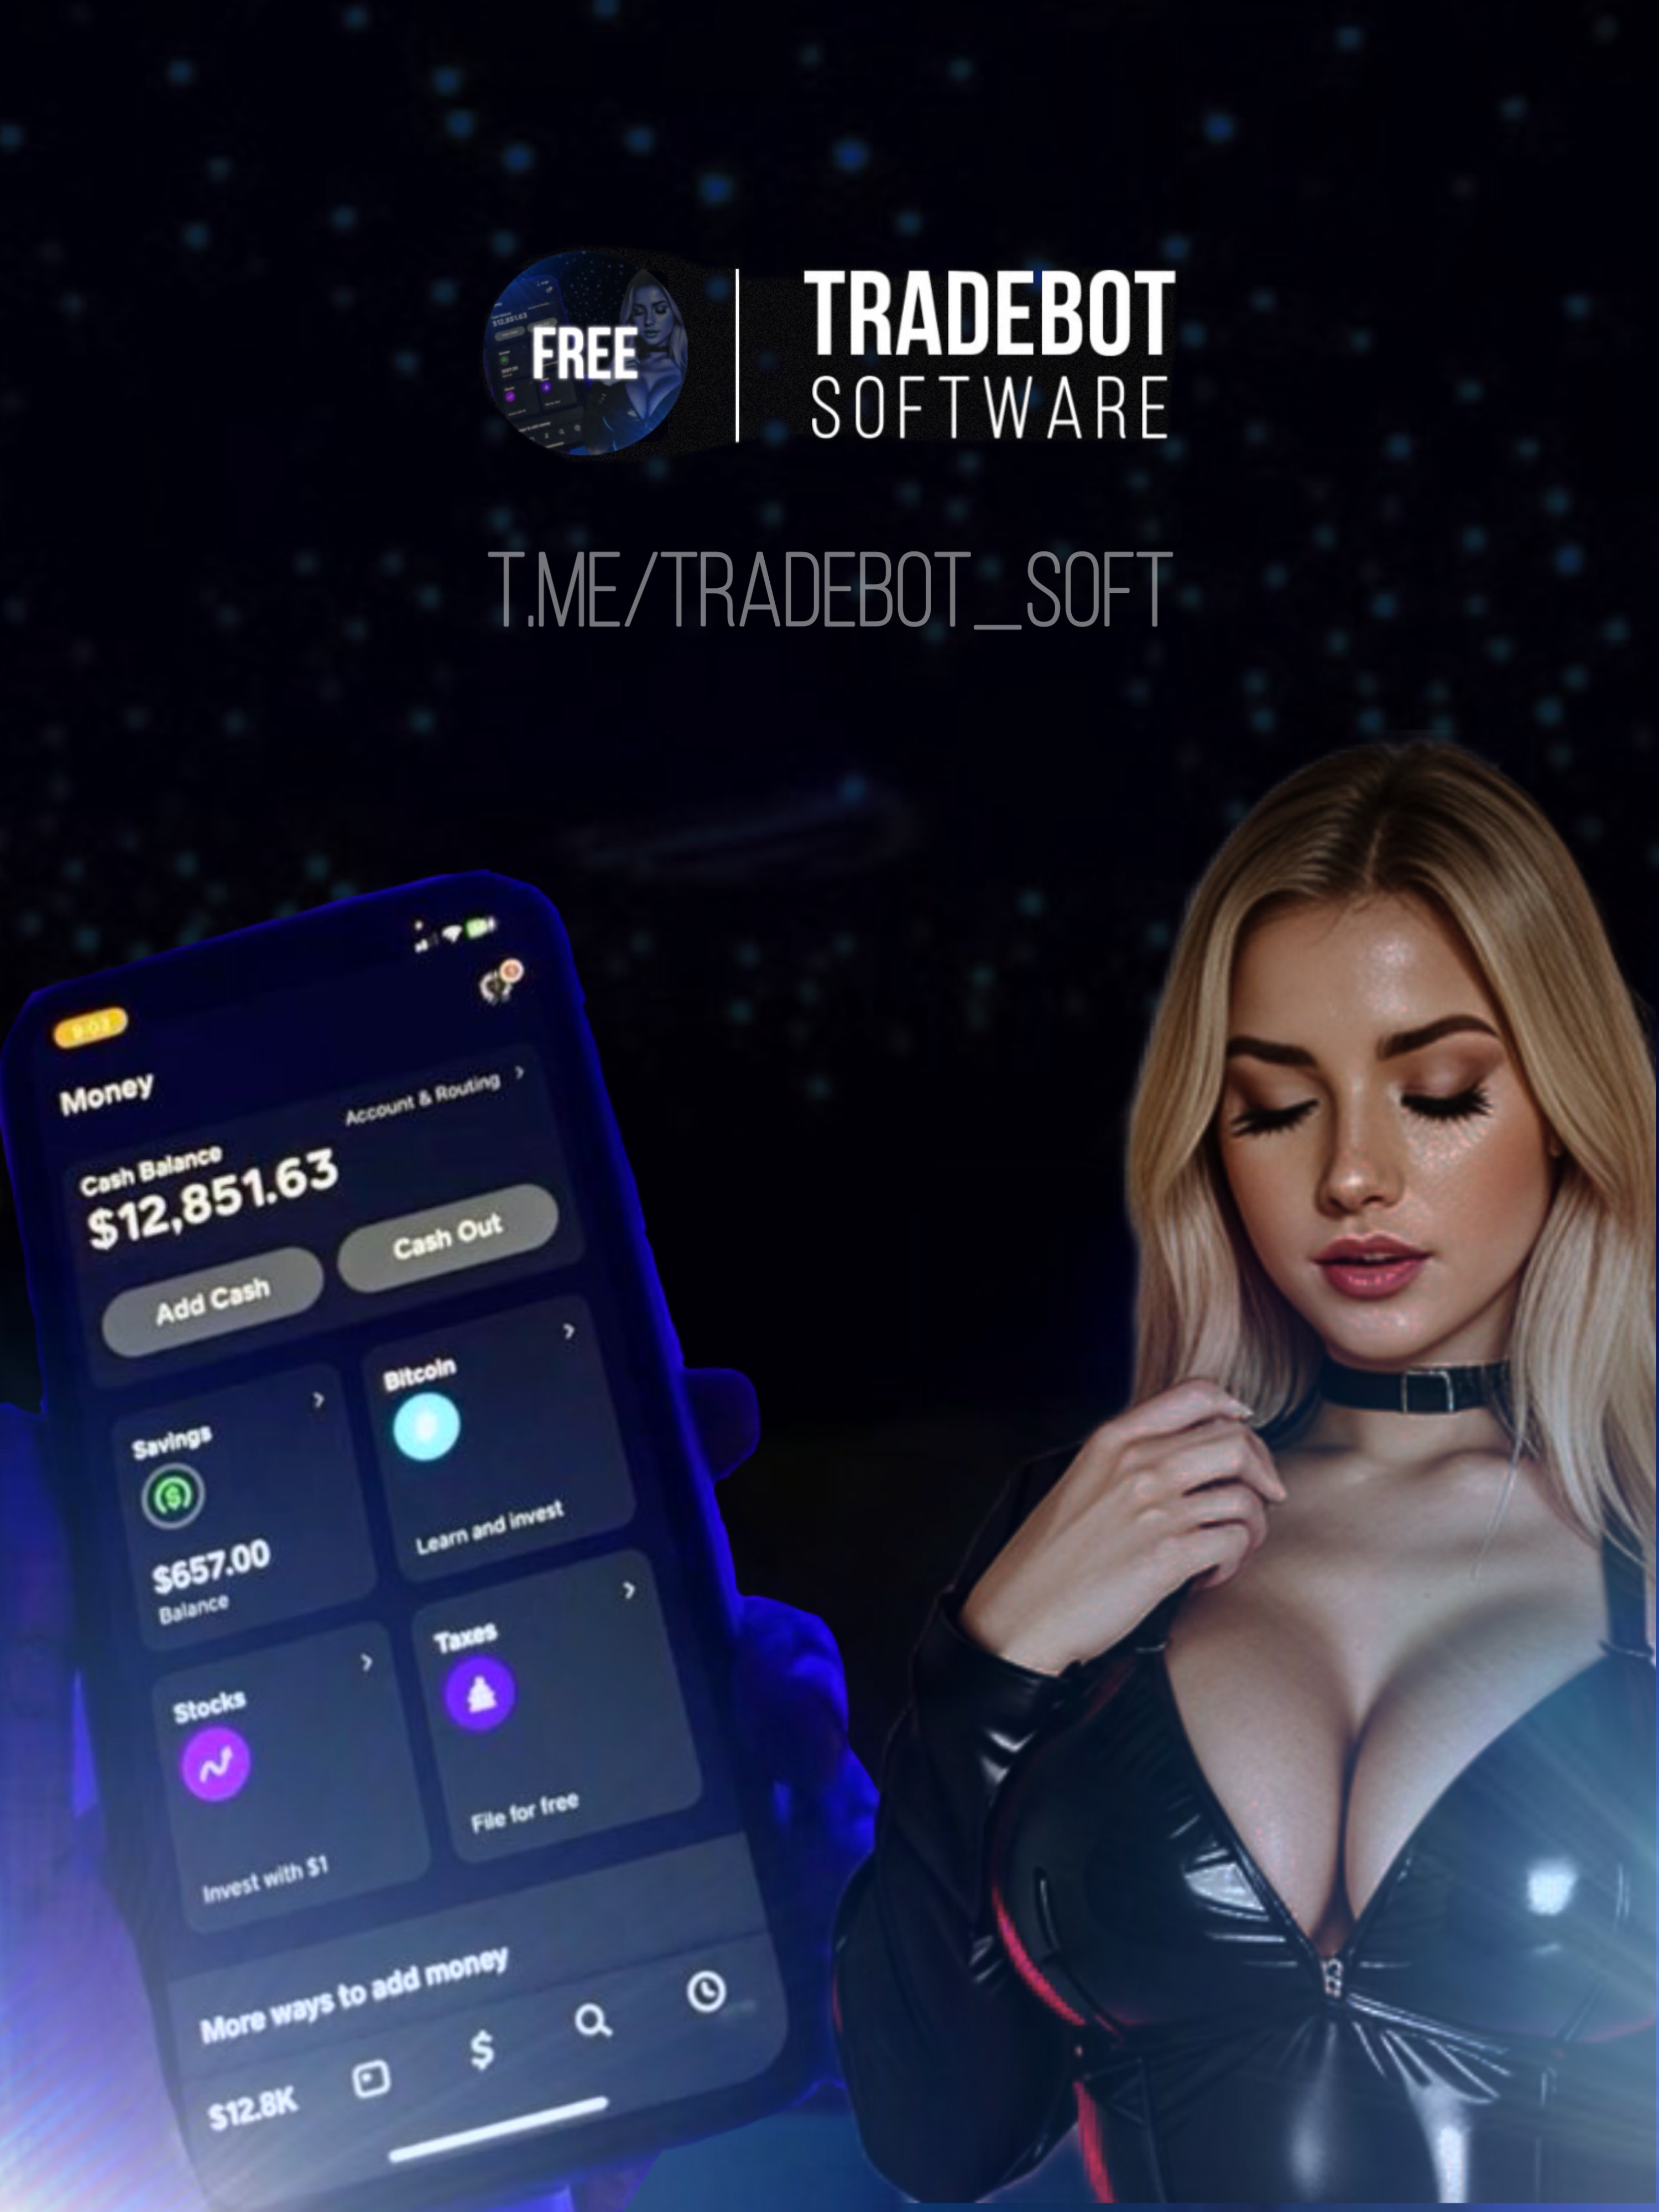 FREE
TRADEBOT
SOFTWARE
T.ME/TRADEBOT_SOFT
Money
Account & Routing
Cash Balance
$12,851.63
Add Cash
Cash Out
Savings
$657.00
Balance
Bitcoin
Learn and invest
Stocks
Invest with $1
Taxes
File for free
More ways to add money
$12.8K
$